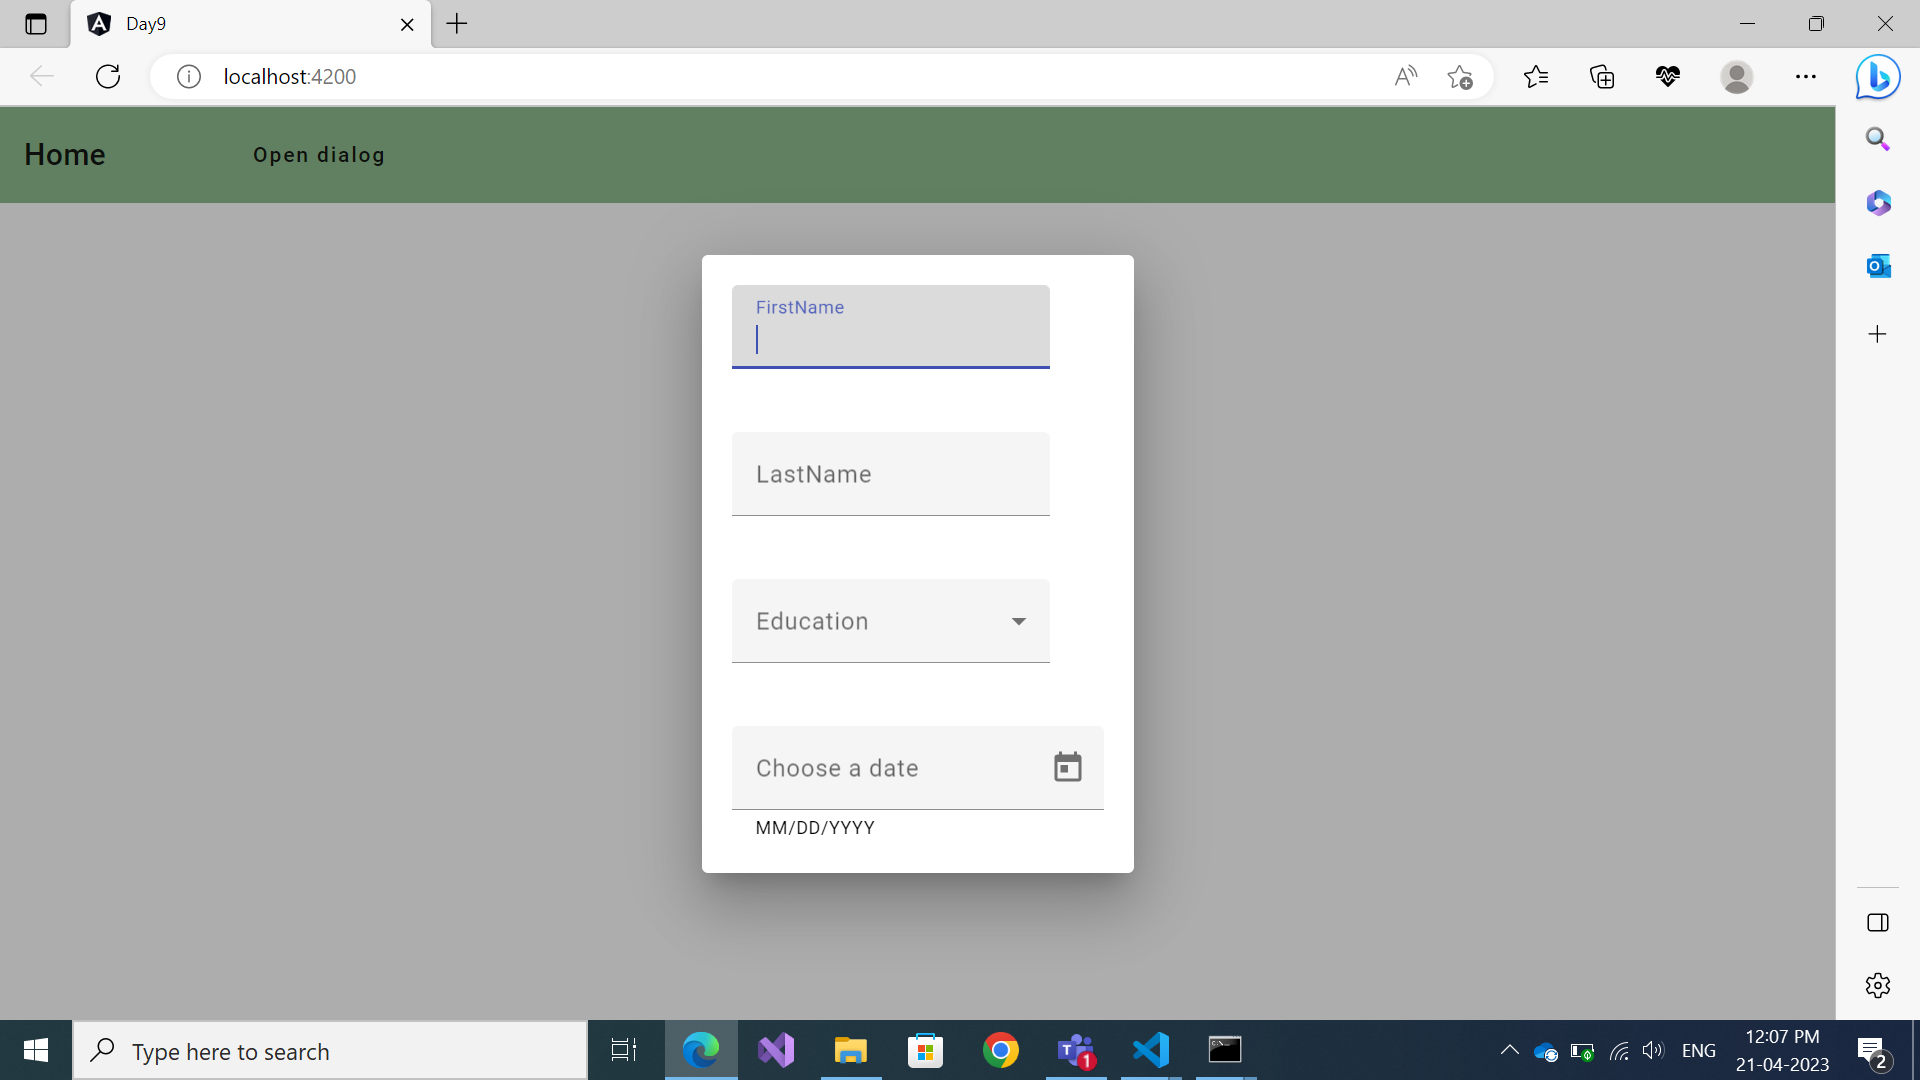 Day9
localhost:4200
Home
Open dialog
FirstName
LastName
Education
Choose a date
MM/DD/YYYY
Type here to search
1
ENG
12:07 PM
21-04-2023
2